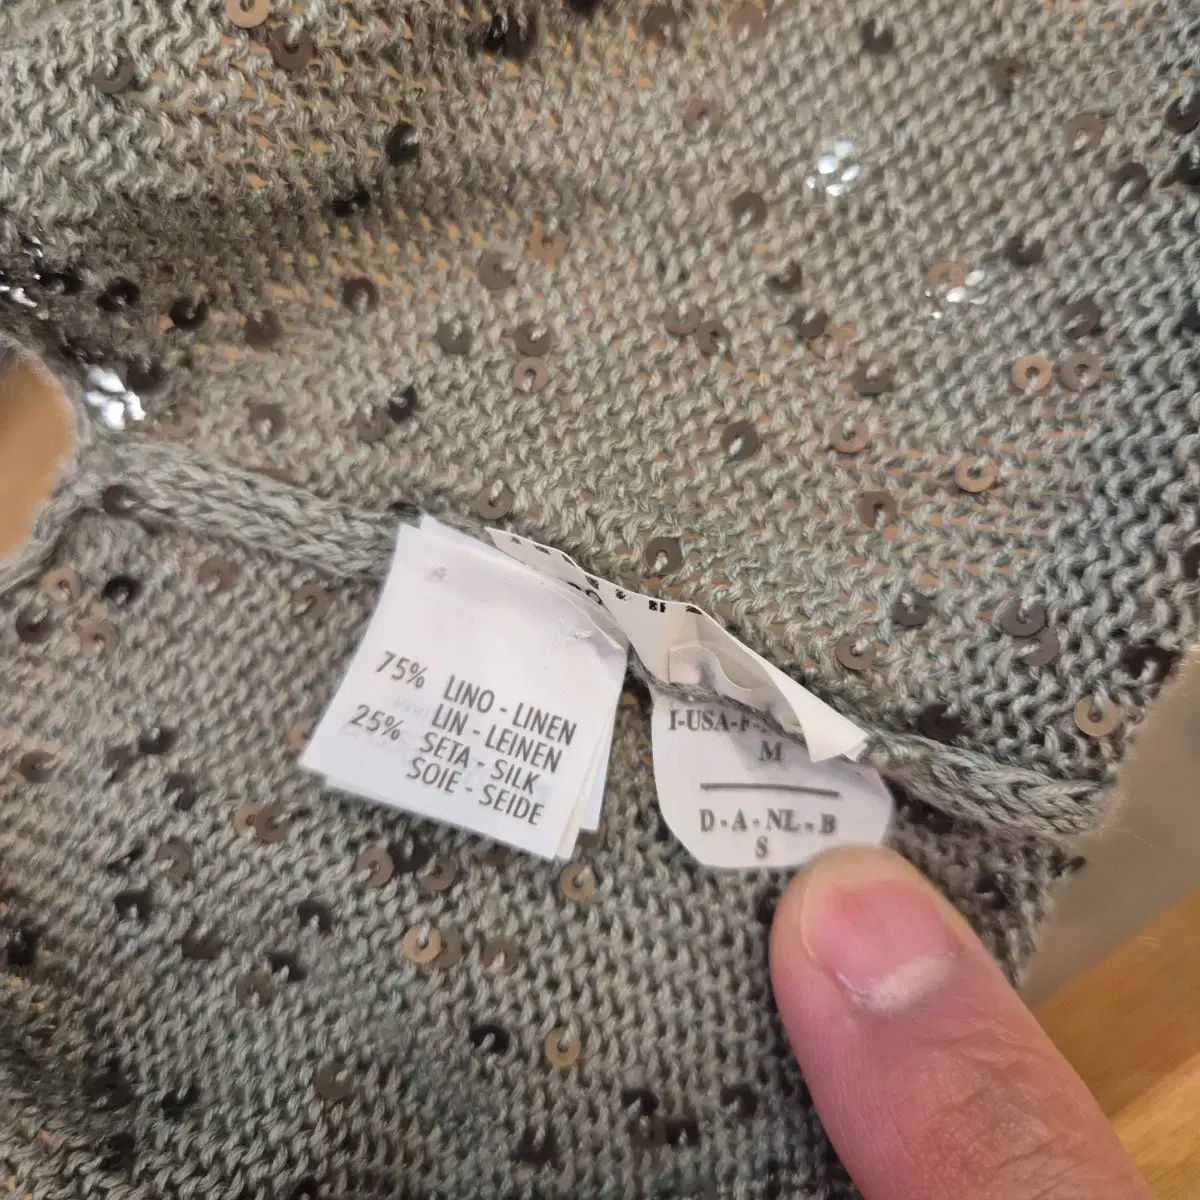 75% LINO - LINEN
LIN - LEINEN
25% SETA - SILK
SOIE - SEIDE
I-USA-F-
M
D - A - NL - B
S